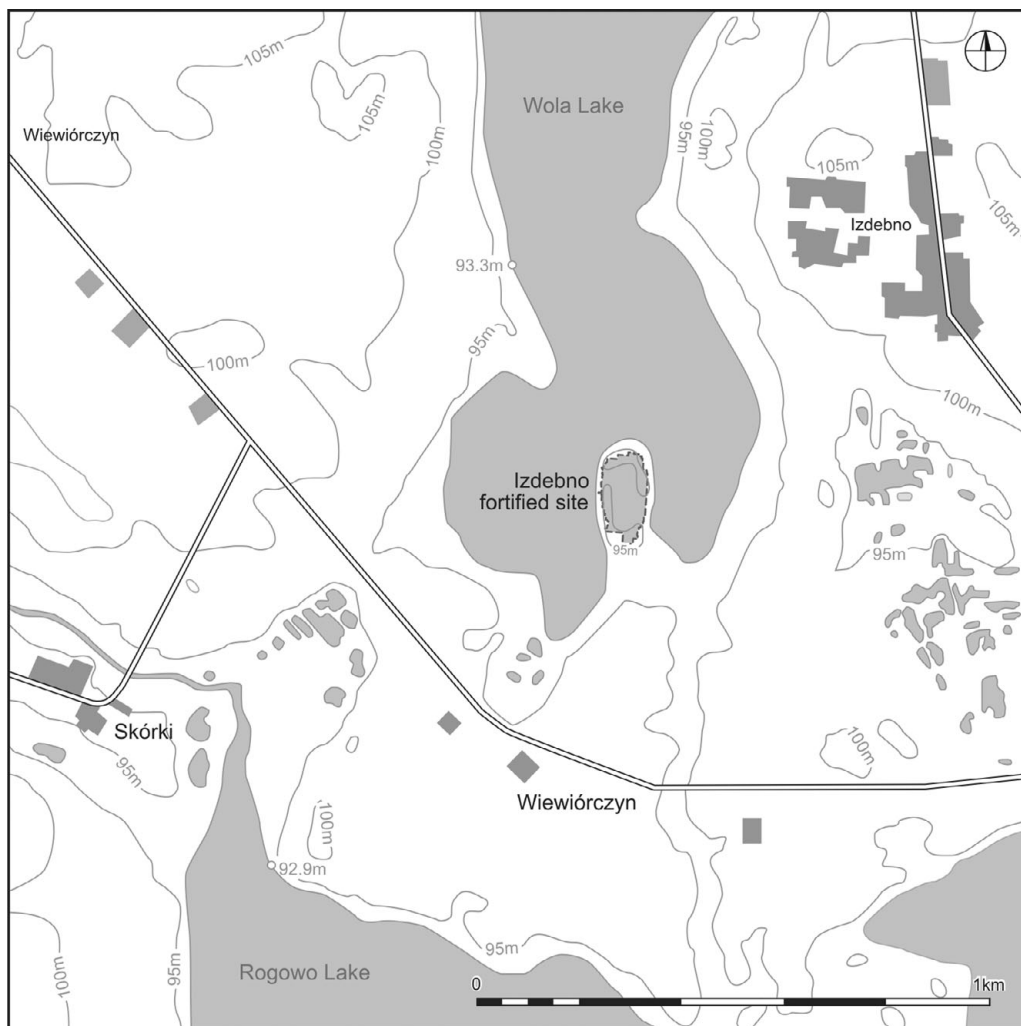 105m
Wola Lake
105m
100m
95m
100m
Wiewiórczyn
105m
Izdebno
105m
93.3m
95m
100m
100m
Izdebno
fortified site
95m
95m
Skórki
95m
100m
Wiewiórczyn
100m
92.9m
95m
100m
95m
Rogowo Lake
0
1km